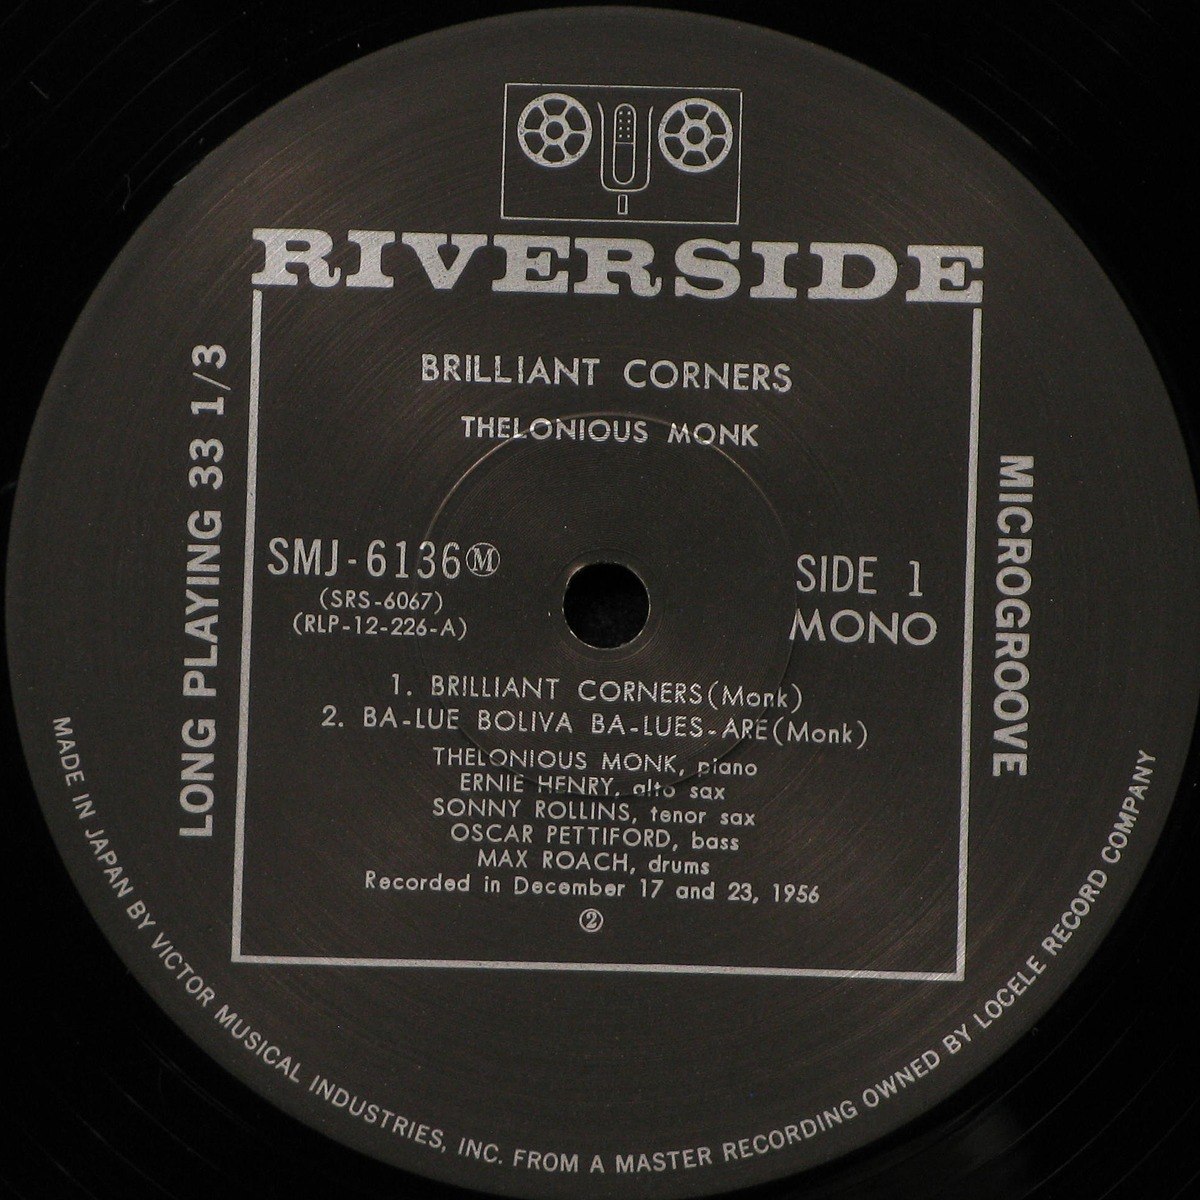 RIVERSIDE
BRILLIANT CORNERS
THELONIOUS MONK
LONG PLAYING 33 1/3
MICROGROOVE
SMJ-6136Ⓜ
(SRS-6067)
(RLP-12-226-A)
SIDE 1
MONO
1. BRILLIANT CORNERS(Monk)
2. BA-LUE BOLIVA BA-LUES-ARE(Monk)
THELONIOUS MONK, piano
ERNIE HENRY, alto sax
SONNY ROLLINS, tenor sax
OSCAR PETTIFORD, bass
MAX ROACH, drums
Recorded in December 17 and 23, 1956
②
MADE IN JAPAN BY VICTOR MUSICAL INDUSTRIES, INC. FROM A MASTER RECORDING OWNED BY LOCELE RECORD COMPANY